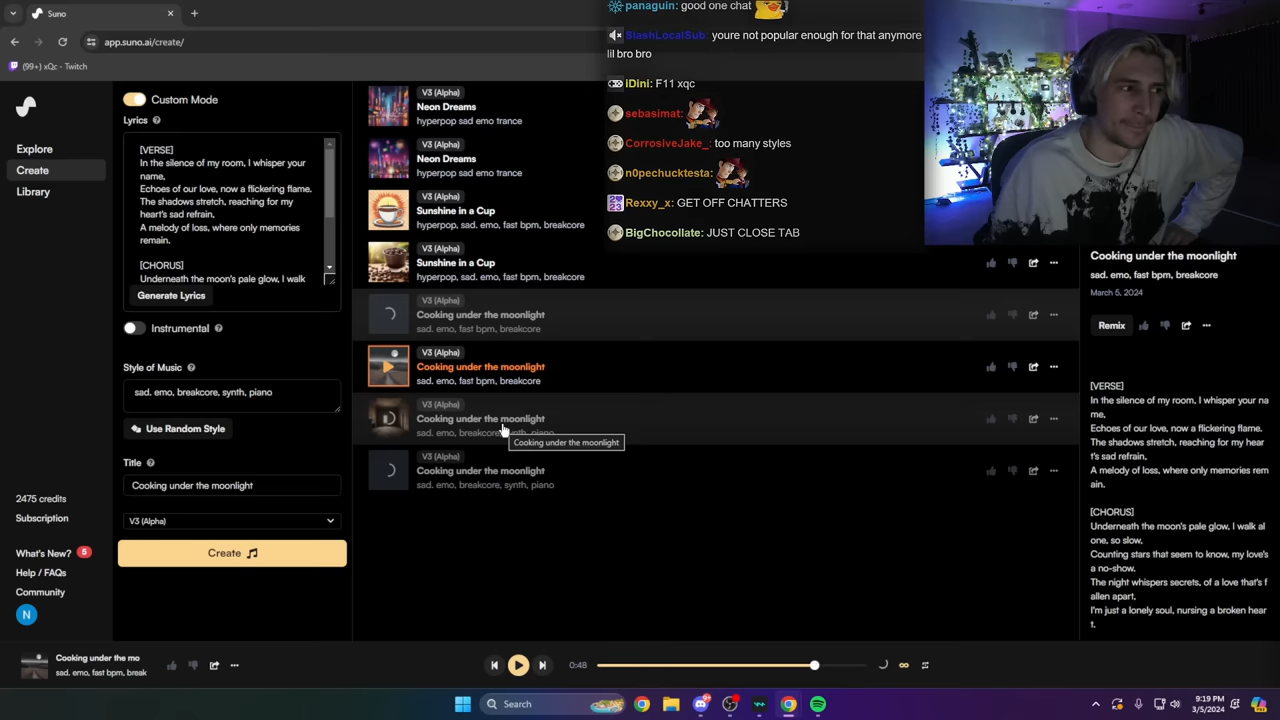 Suno
app.suno.ai/create/
(99+) xQc - Twitch
panaguin: good one chat
SlashLocalSub: youre not popular enough for that anymore
lil bro bro
iDini: F11 xqc
sebasimat:
CorrosiveJake_: too many styles
n0pechucktesta:
Rexxy_x: GET OFF CHATTERS
BigChocollate: JUST CLOSE TAB
Explore
Create
Library
2475 credits
Subscription
What's New? 5
Help / FAQs
Community
N
Custom Mode
Lyrics
[VERSE]
In the silence of my room, I whisper your
name,
Echoes of our love, now a flickering flame.
The shadows stretch, reaching for my
heart's sad refrain,
A melody of loss, where only memories
remain.
[CHORUS]
Underneath the moon's pale glow, I walk
Generate Lyrics
Instrumental
Style of Music
sad. emo, breakcore, synth, piano
Use Random Style
Title
Cooking under the moonlight
V3 (Alpha)
Create
V3 (Alpha)
Neon Dreams
hyperpop sad emo trance
V3 (Alpha)
Neon Dreams
hyperpop sad emo trance
V3 (Alpha)
Sunshine in a Cup
hyperpop, sad. emo, fast bpm, breakcore
V3 (Alpha)
Sunshine in a Cup
hyperpop, sad. emo, fast bpm, breakcore
V3 (Alpha)
Cooking under the moonlight
sad. emo, fast bpm, breakcore
V3 (Alpha)
Cooking under the moonlight
sad. emo, fast bpm, breakcore
V3 (Alpha)
Cooking under the moonlight
sad. emo, breakcore, synth, piano
Cooking under the moonlight
V3 (Alpha)
Cooking under the moonlight
sad. emo, breakcore, synth, piano
Cooking under the moonlight
sad. emo, fast bpm, breakcore
March 5, 2024
Remix
[VERSE]
In the silence of my room, I whisper your na
me,
Echoes of our love, now a flickering flame.
The shadows stretch, reaching for my hear
t's sad refrain,
A melody of loss, where only memories rem
ain.
[CHORUS]
Underneath the moon's pale glow, I walk al
one, so slow,
Counting stars that seem to know, my love's
a no-show.
The night whispers secrets, of a love that's f
allen apart,
I'm just a lonely soul, nursing a broken hear
t.
Cooking under the mo
sad. emo, fast bpm, break
0:48
Search
9:19 PM
3/5/2024